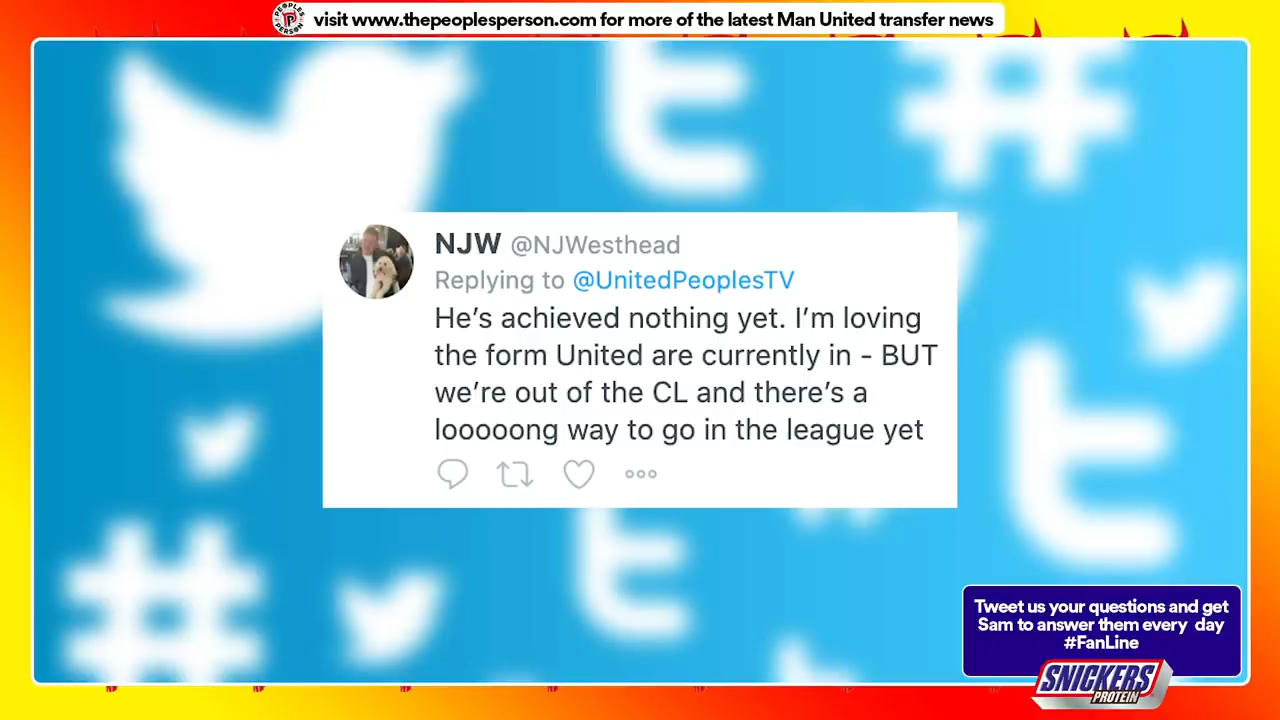 PEOPLES PERSON
visit www.thepeoplesperson.com for more of the latest Man United transfer news
NJW @NJWesthead
Replying to @UnitedPeoplesTV
He’s achieved nothing yet. I’m loving
the form United are currently in - BUT
we’re out of the CL and there’s a
looooong way to go in the league yet
Tweet us your questions and get
Sam to answer them every day
#FanLine
SNICKERS
PROTEIN